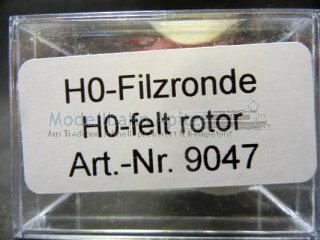 H0-Filzronde
H0-felt rotor
Art.-Nr. 9047